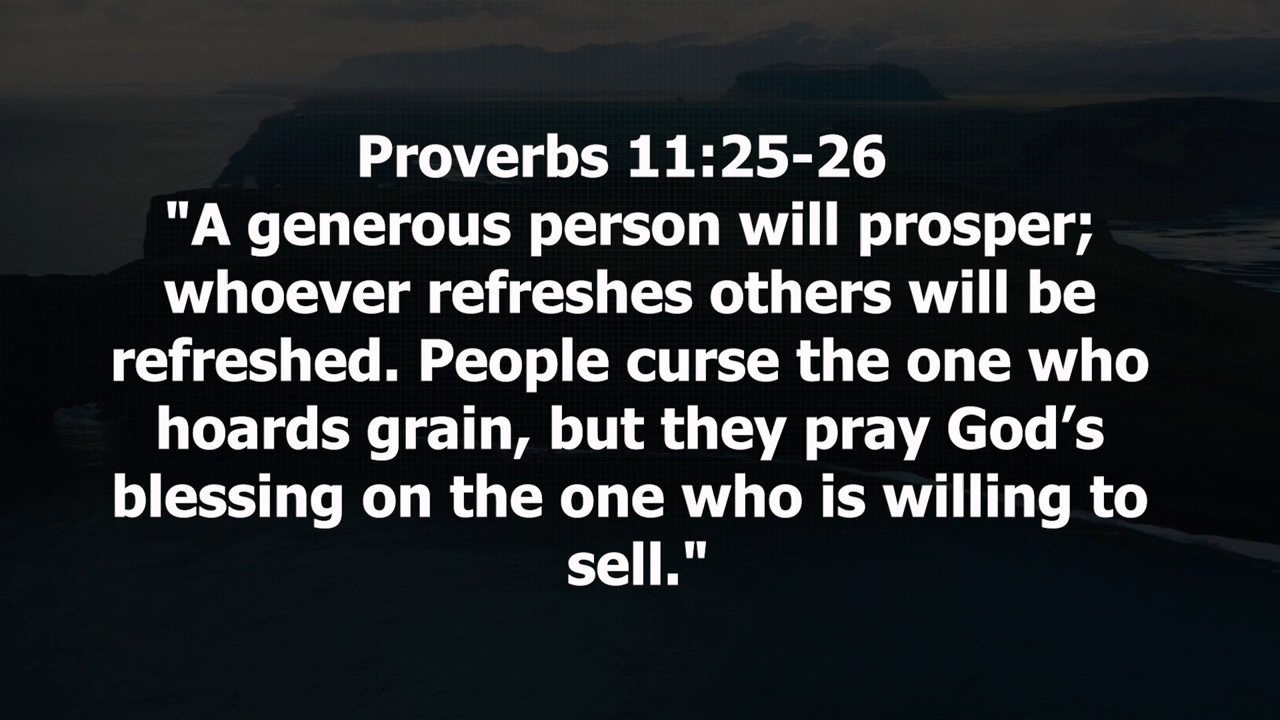 Proverbs 11:25-26
"A generous person will prosper;
whoever refreshes others will be
refreshed. People curse the one who
hoards grain, but they pray God’s
blessing on the one who is willing to
sell."